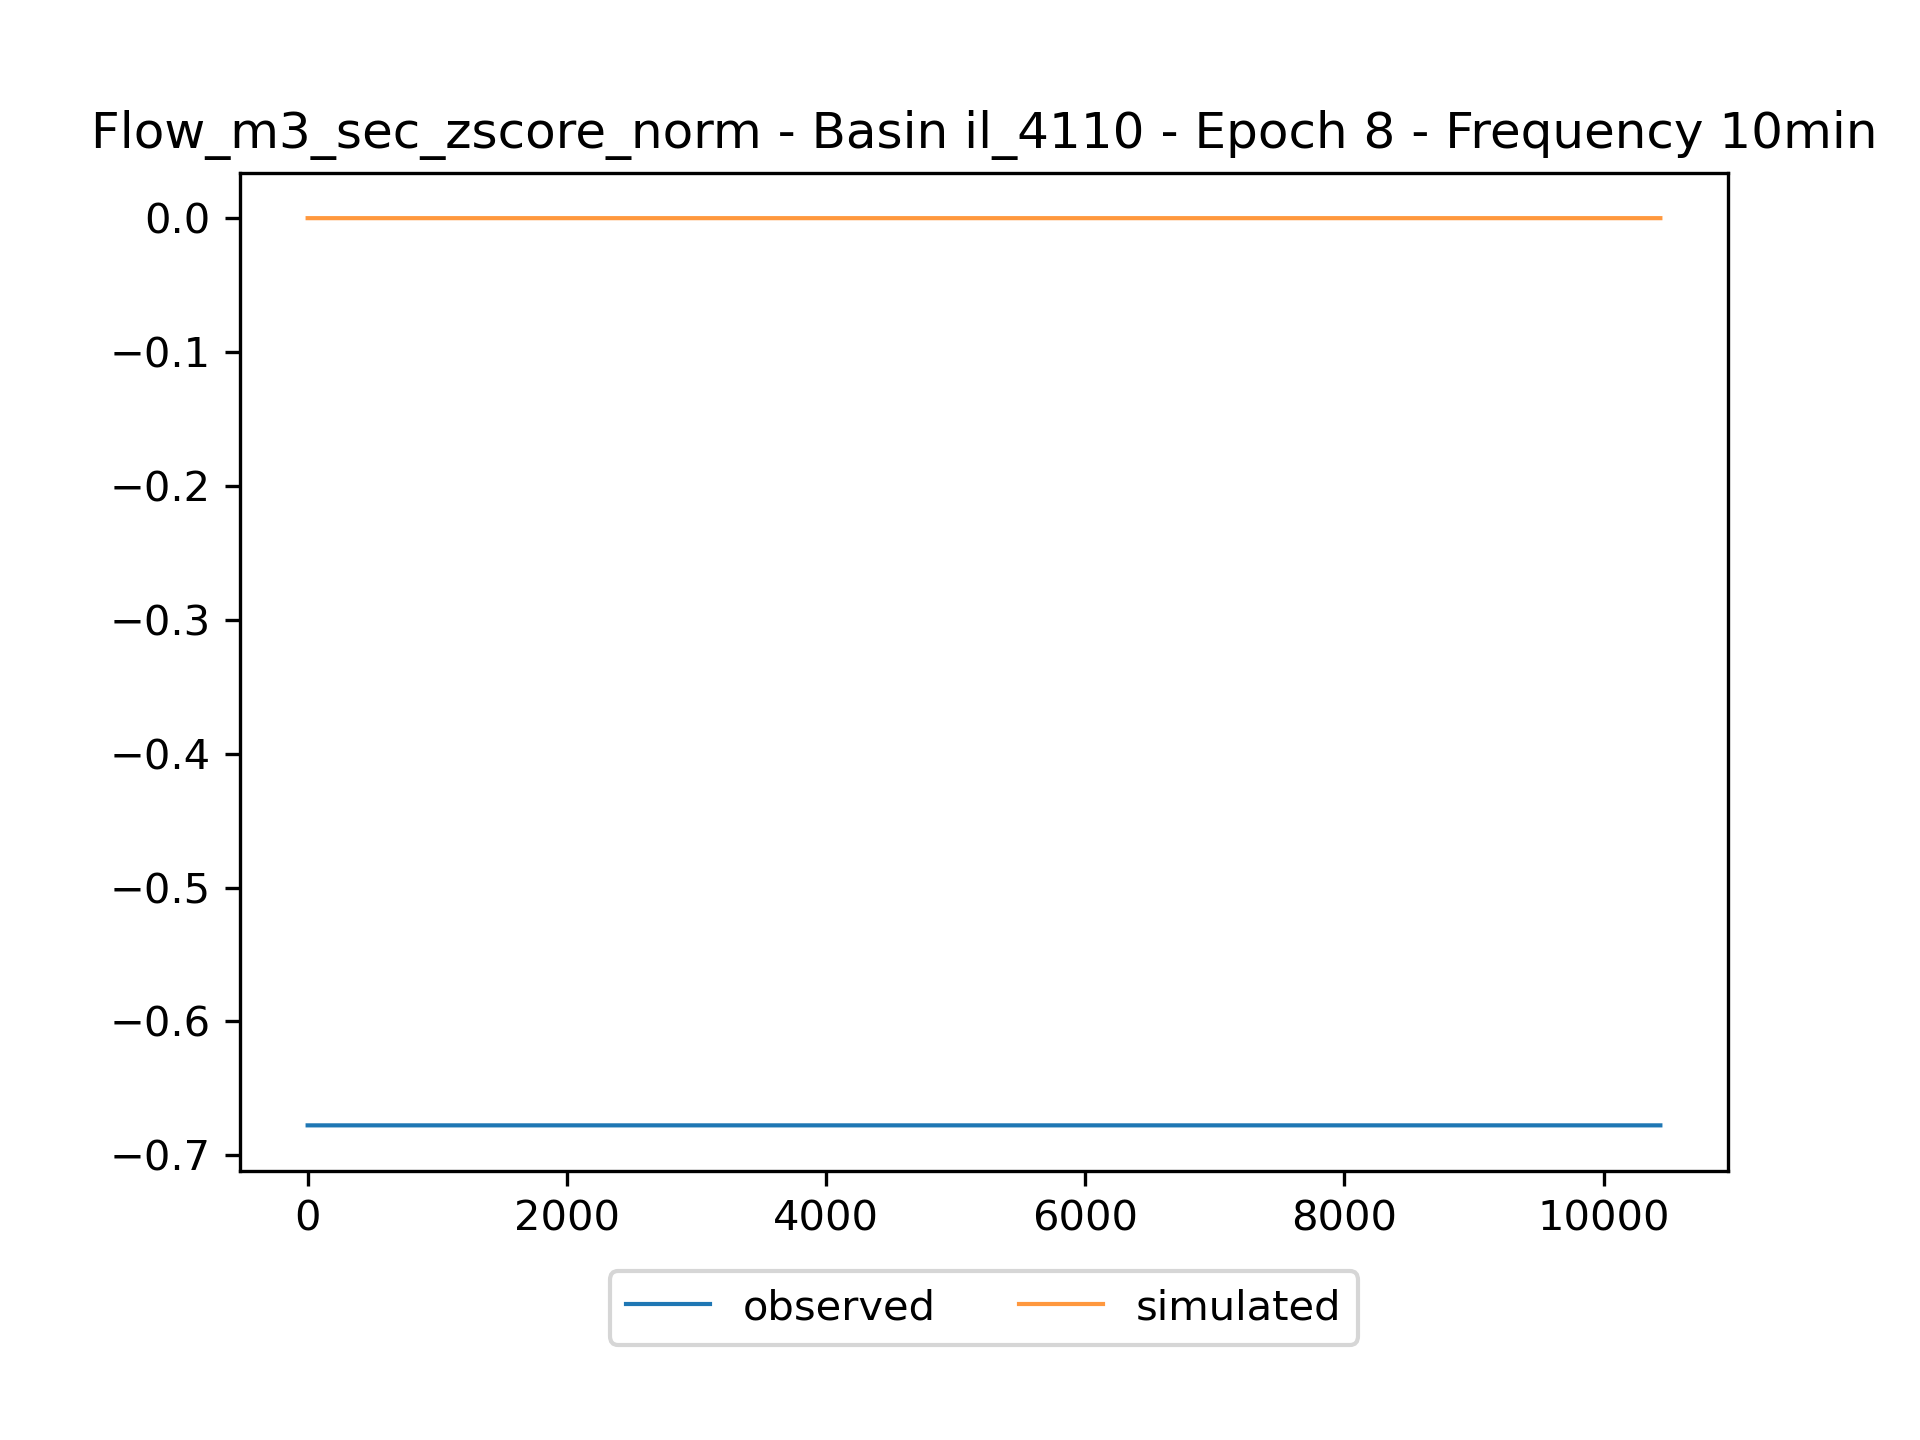 Flow_m3_sec_zscore_norm - Basin il_4110 - Epoch 8 - Frequency 10min
0.0
−0.1
−0.2
−0.3
−0.4
−0.5
−0.6
−0.7
0 2000 4000 6000 8000 10000
observed simulated